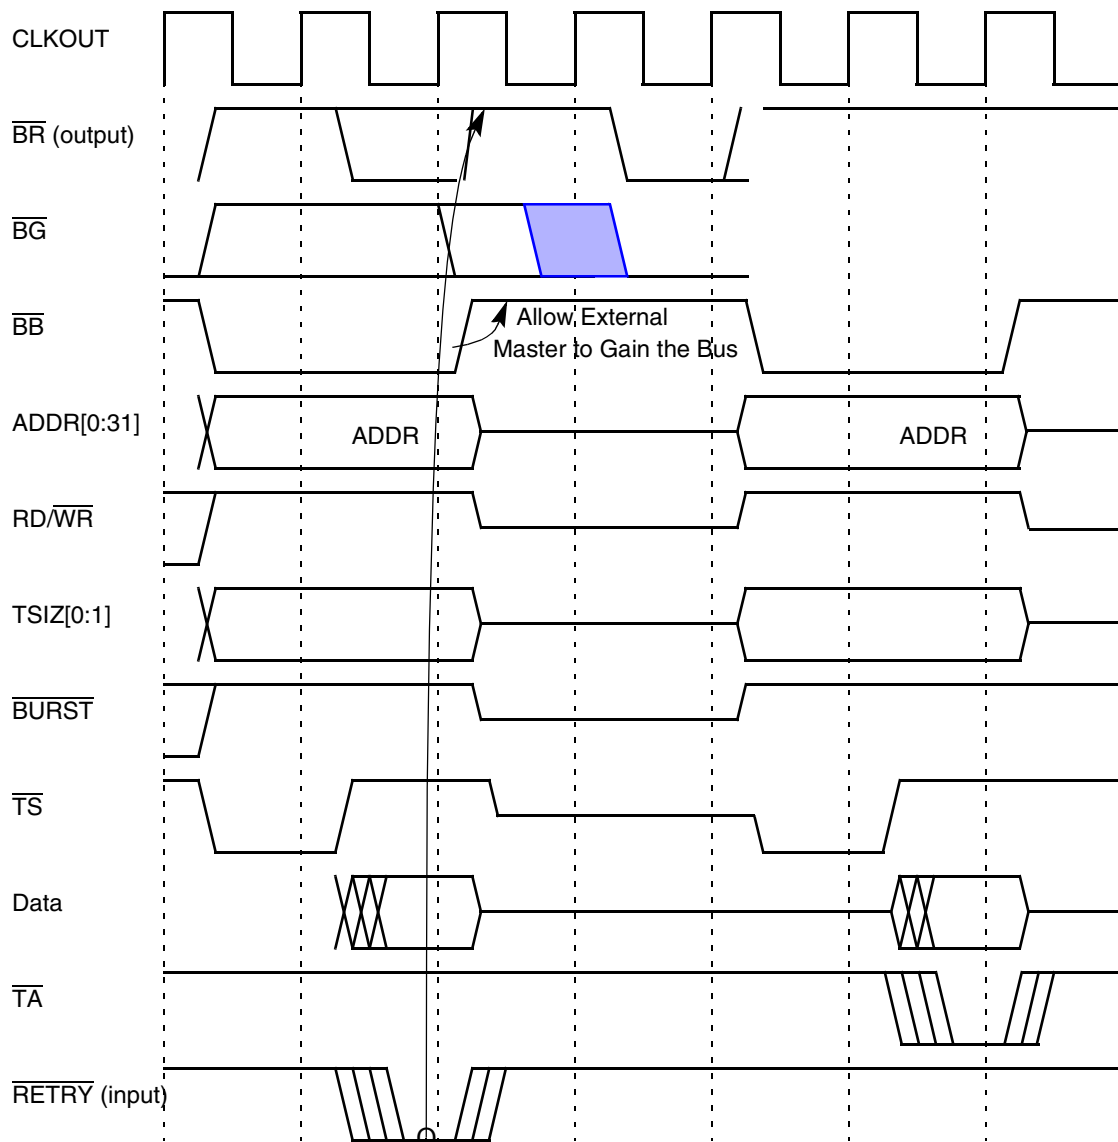 CLKOUT
BR (output)
BG
BB
Allow External
Master to Gain the Bus
ADDR[0:31]
ADDR
ADDR
RD/WR
TSIZ[0:1]
BURST
TS
Data
TA
RETRY (input)